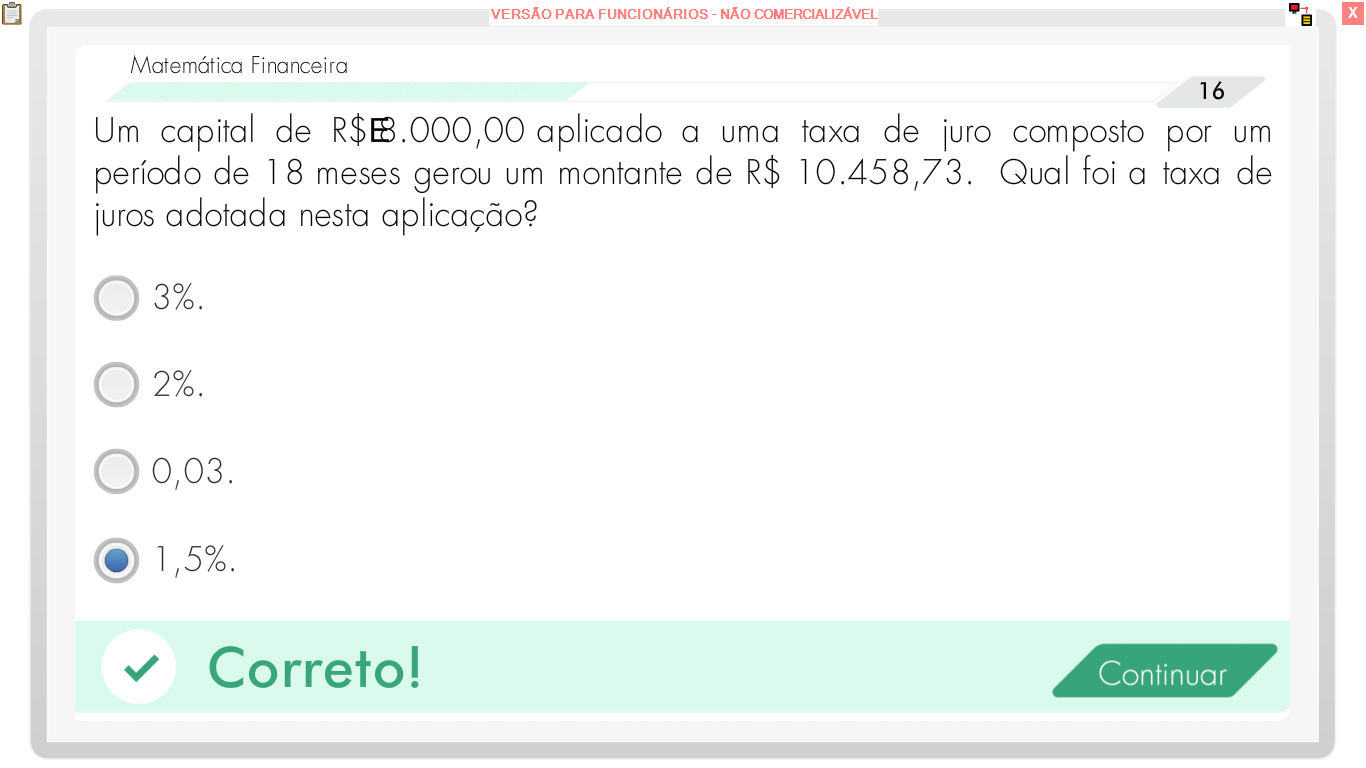 VERSÃO PARA FUNCIONÁRIOS - NÃO COMERCIALIZÁVEL
X
Matemática Financeira
16
Um capital de R$ 8.000,00 aplicado a uma taxa de juro composto por um
período de 18 meses gerou um montante de R$ 10.458,73. Qual foi a taxa de
juros adotada nesta aplicação?
3%.
2%.
0,03.
1,5%.
Correto!
Continuar